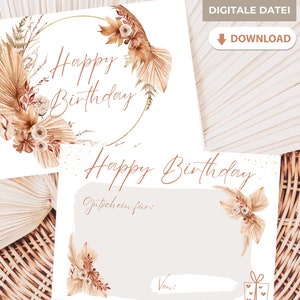 DIGITALE DATEI
DOWNLOAD
Happy
Birthday
Happy Birthday
Gutschein für:
Von: